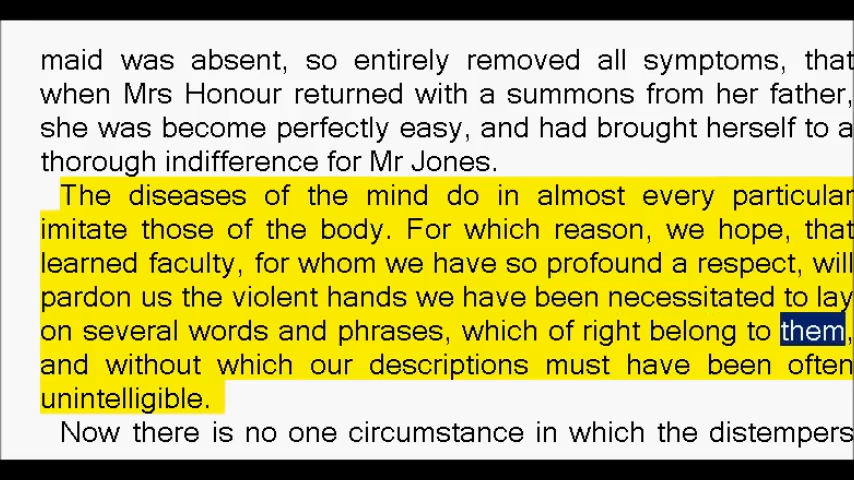 maid was absent, so entirely removed all symptoms, that
when Mrs Honour returned with a summons from her father,
she was become perfectly easy, and had brought herself to a
thorough indifference for Mr Jones.
The diseases of the mind do in almost every particular
imitate those of the body. For which reason, we hope, that
learned faculty, for whom we have so profound a respect, will
pardon us the violent hands we have been necessitated to lay
on several words and phrases, which of right belong to them,
and without which our descriptions must have been often
unintelligible.
Now there is no one circumstance in which the distempers